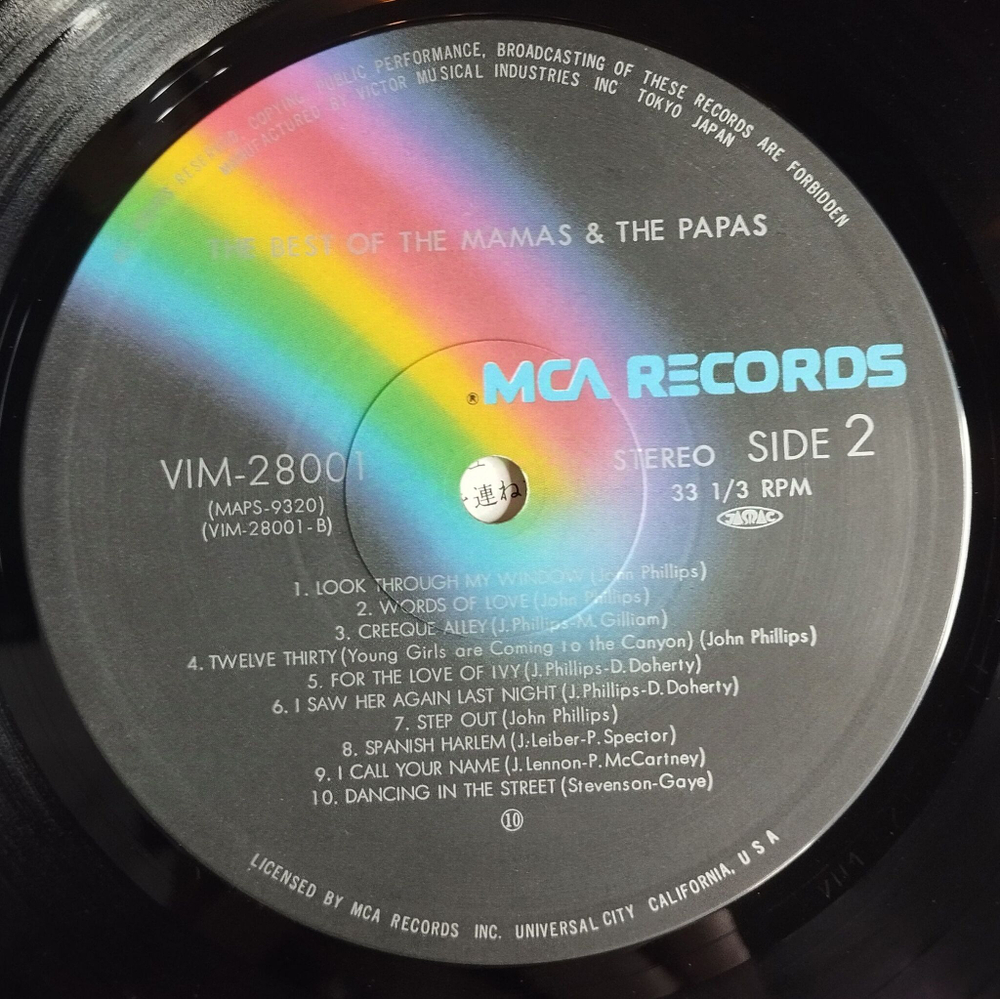 RESERVED, COPYING, PUBLIC PERFORMANCE, BROADCASTING OF THESE RECORDS ARE FORBIDDEN
MANUFACTURED BY VICTOR MUSICAL INDUSTRIES INC TOKYO JAPAN
THE BEST OF THE MAMAS & THE PAPAS
® MCA RECORDS
VIM-28001
STEREO SIDE 2
(MAPS-9320)
33 1/3 RPM
(VIM-28001-B)
JASRAC
連ね
1. LOOK THROUGH MY WINDOW (John Phillips)
2. WORDS OF LOVE (John Phillips)
3. CREEQUE ALLEY (J.Phillips-M.Gilliam)
4. TWELVE THIRTY (Young Girls are Coming to the Canyon) (John Phillips)
5. FOR THE LOVE OF IVY (J.Phillips-D.Doherty)
6. I SAW HER AGAIN LAST NIGHT (J.Phillips-D.Doherty)
7. STEP OUT (John Phillips)
8. SPANISH HARLEM (J.Leiber-P.Spector)
9. I CALL YOUR NAME (J.Lennon-P.McCartney)
10. DANCING IN THE STREET (Stevenson-Gaye)
⑩
LICENSED BY MCA RECORDS INC. UNIVERSAL CITY CALIFORNIA, U S A